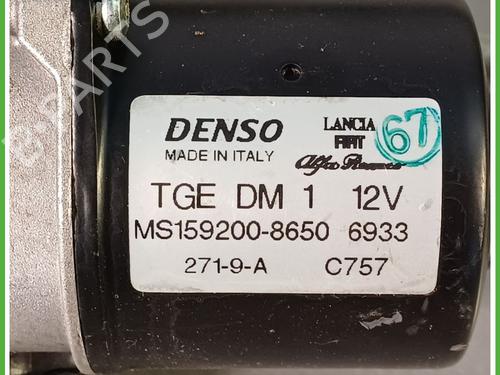 DENSO
MADE IN ITALY
LANCIA
FIAT
Alfa Romeo
67
TGE DM 1 12V
MS159200-8650 6933
271-9-A C757
B-PARTS